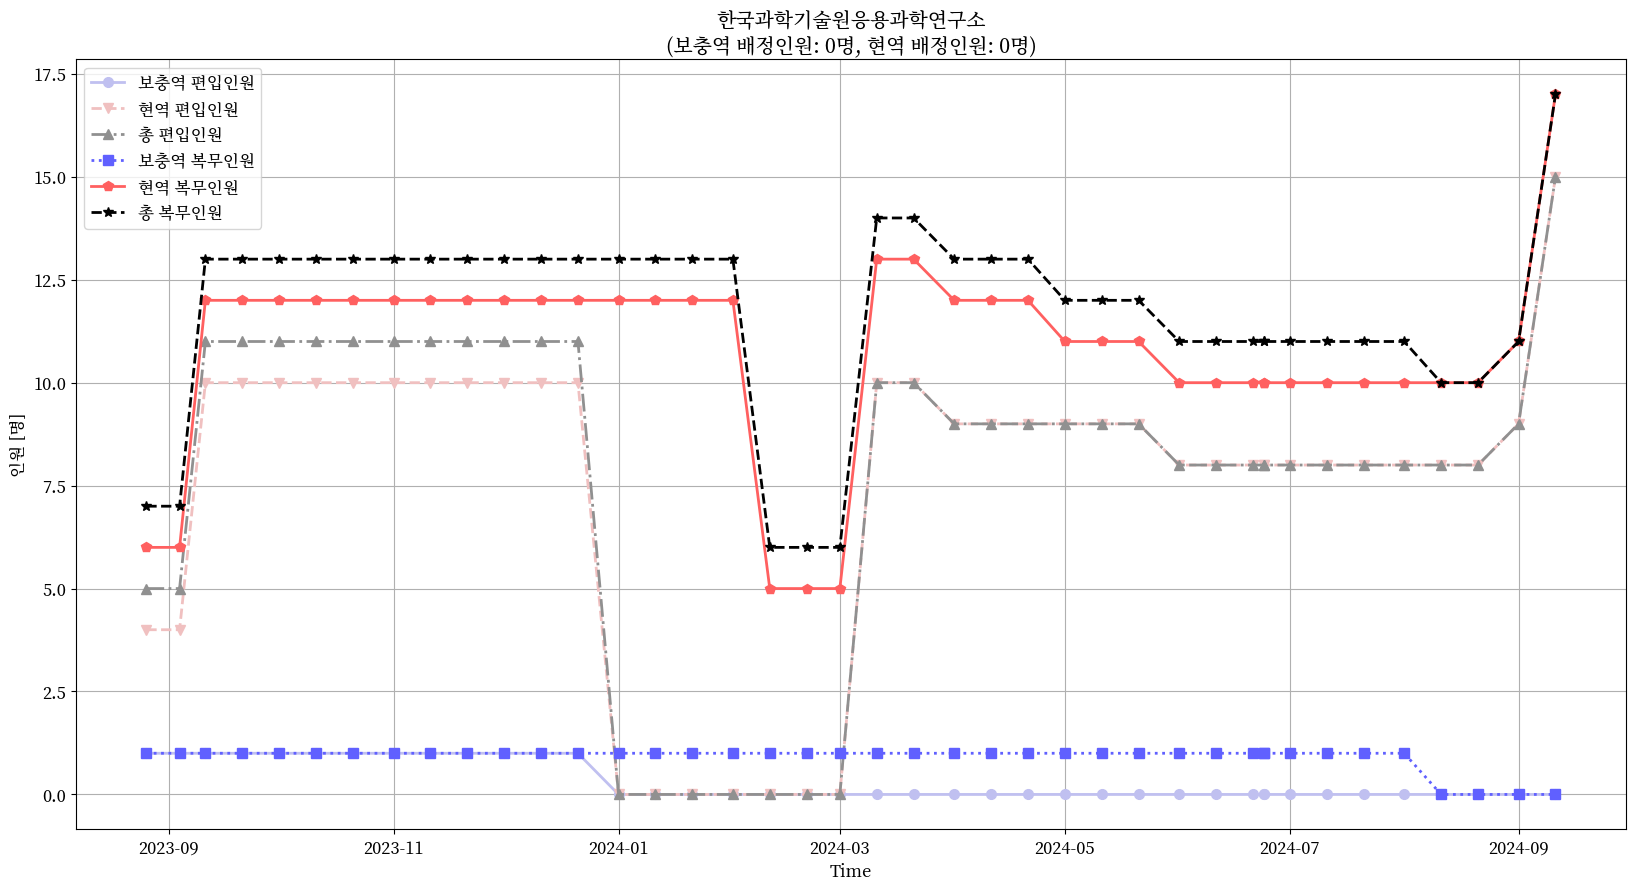 한국과학기술원응용과학연구소
(보충역 배정인원: 0명, 현역 배정인원: 0명)
17.5
15.0
12.5
10.0
7.5
5.0
2.5
0.0
인원 [명]
보충역 편입인원
현역 편입인원
총 편입인원
보충역 복무인원
현역 복무인원
총 복무인원
2023-09
2023-11
2024-01
2024-03
2024-05
2024-07
2024-09
Time